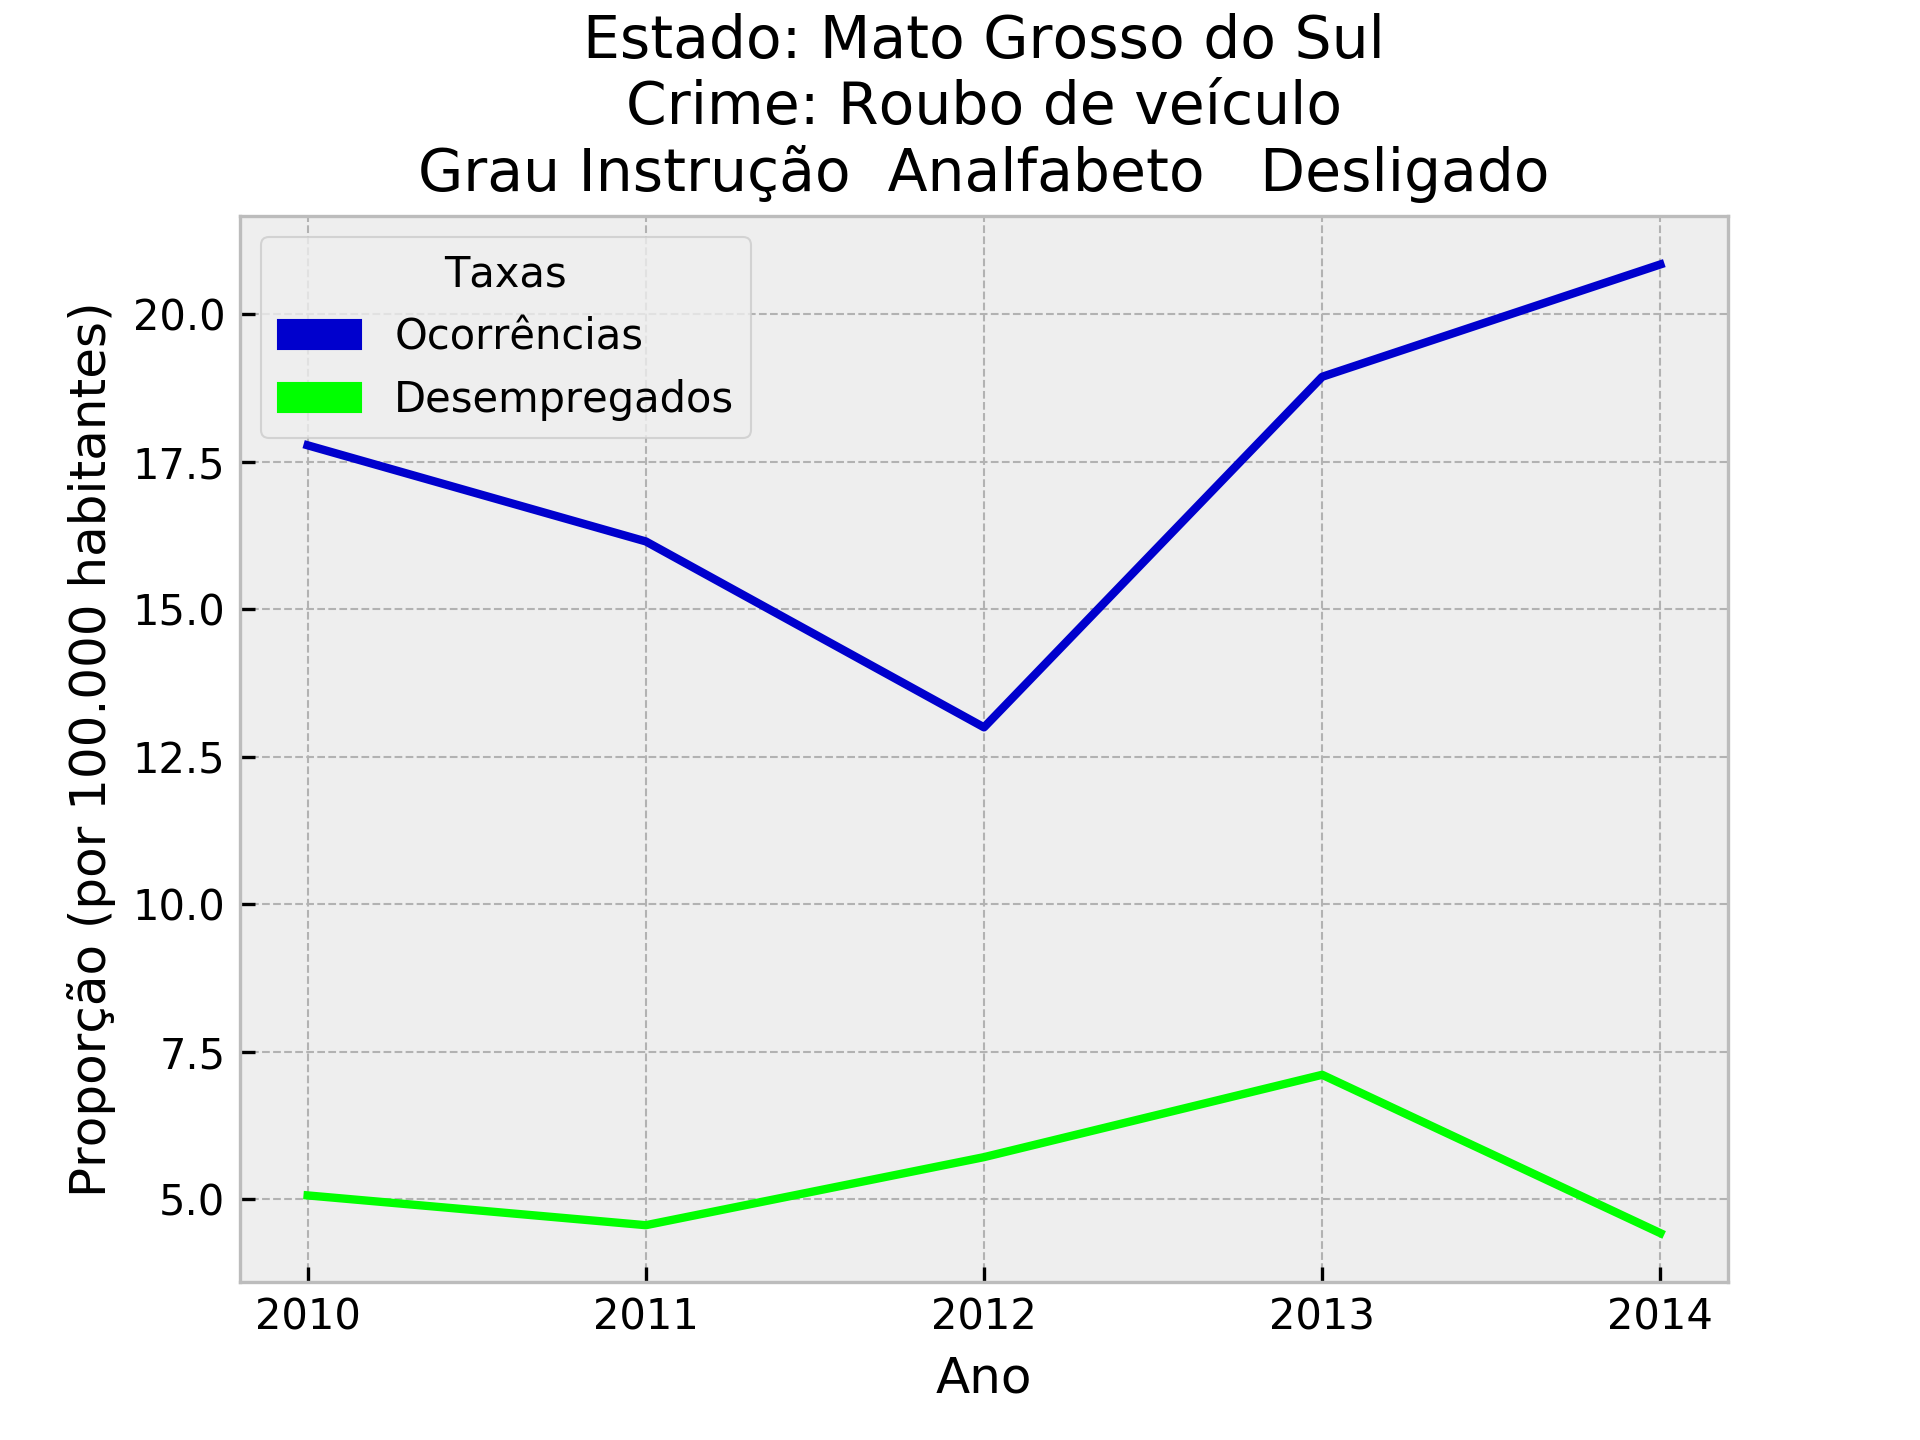 Estado: Mato Grosso do Sul
Crime: Roubo de veículo
Grau Instrução  Analfabeto   Desligado
Taxas
Ocorrências
Desempregados
Proporção (por 100.000 habitantes)
20.0
17.5
15.0
12.5
10.0
7.5
5.0
2010 2011 2012 2013 2014
Ano